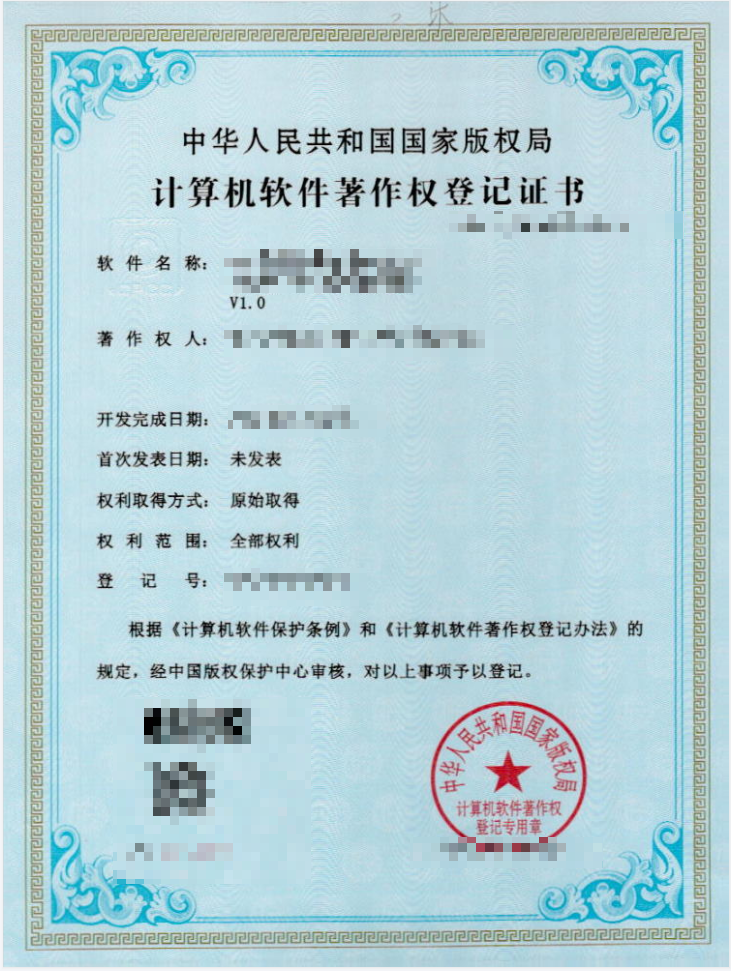 中华人民共和国国家版权局
计算机软件著作权登记证书
软件名称：
V1.0
著作权人：
开发完成日期：
首次发表日期： 未发表
权利取得方式： 原始取得
权利范围： 全部权利
登记号：
根据《计算机软件保护条例》和《计算机软件著作权登记办法》的
规定，经中国版权保护中心审核，对以上事项予以登记。
中华人民共和国国家版权局
计算机软件著作权
登记专用章